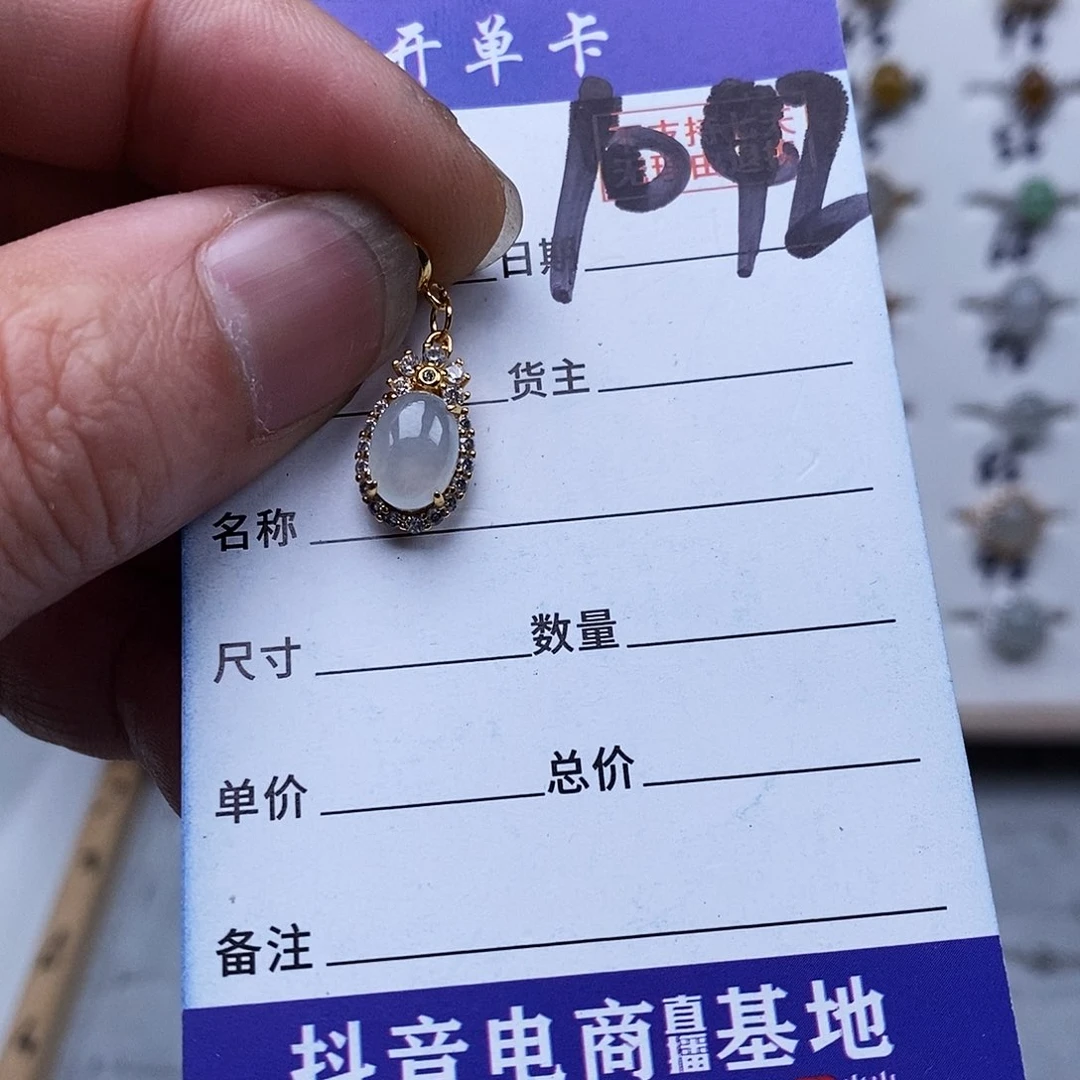 开单卡
1092
日期
货主
名称
尺寸 数量
单价 总价
备注
抖音电商直播基地